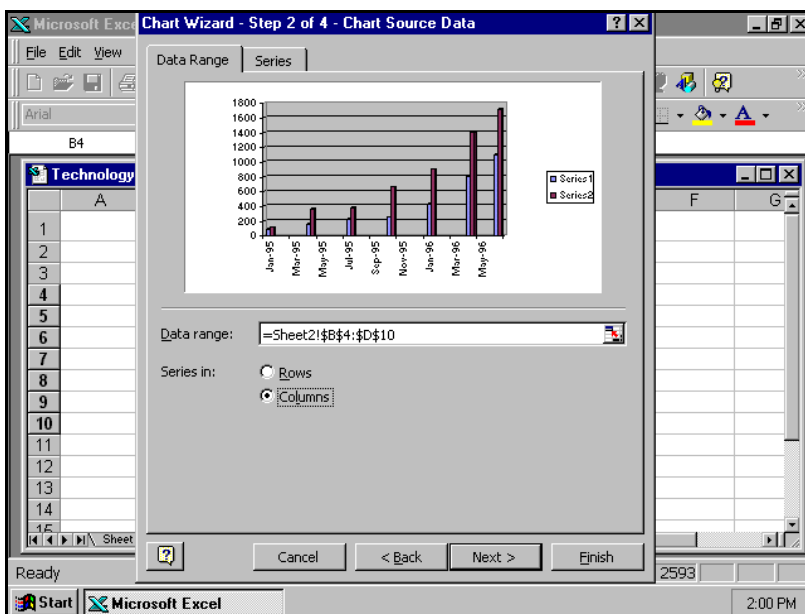 Microsoft Exce
Chart Wizard - Step 2 of 4 - Chart Source Data
File Edit View
Data Range
Series
Arial
B4
Technology
A
F
G
1
2
3
4
5
6
7
8
9
10
11
12
13
14
15
1800
1600
1400
1200
1000
800
600
400
200
0
Jan-95
Mar-95
May-95
Jul-95
Sep-95
Nov-95
Jan-96
Mar-96
May-96
Series1
Series2
Data range:
=Sheet2!$B$4:$D$10
Series in:
Rows
Columns
Sheet
Cancel
< Back
Next >
Finish
Ready
2593
Start
Microsoft Excel
2:00 PM